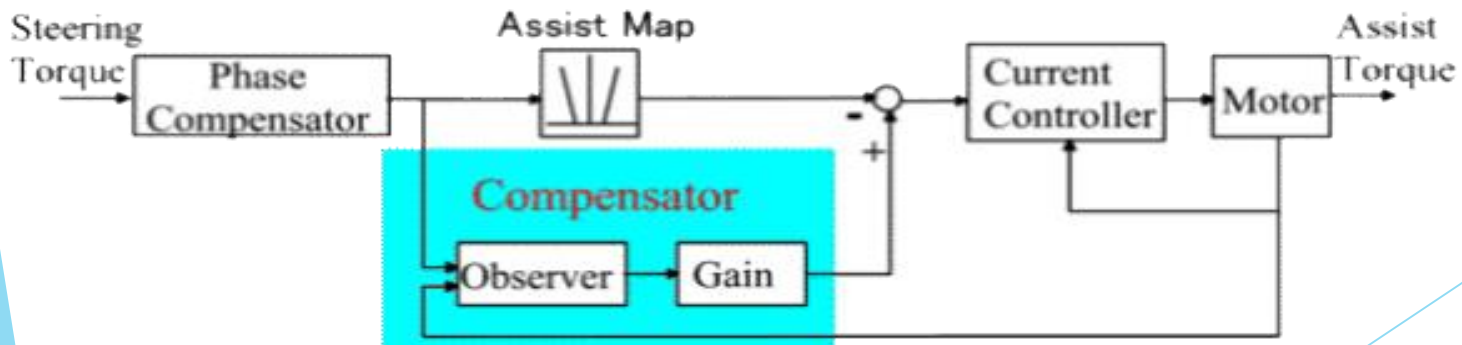 Steering
Torque
Phase
Compensator
Assist Map
-
+
Current
Controller
Motor
Assist
Torque
Compensator
Observer
Gain